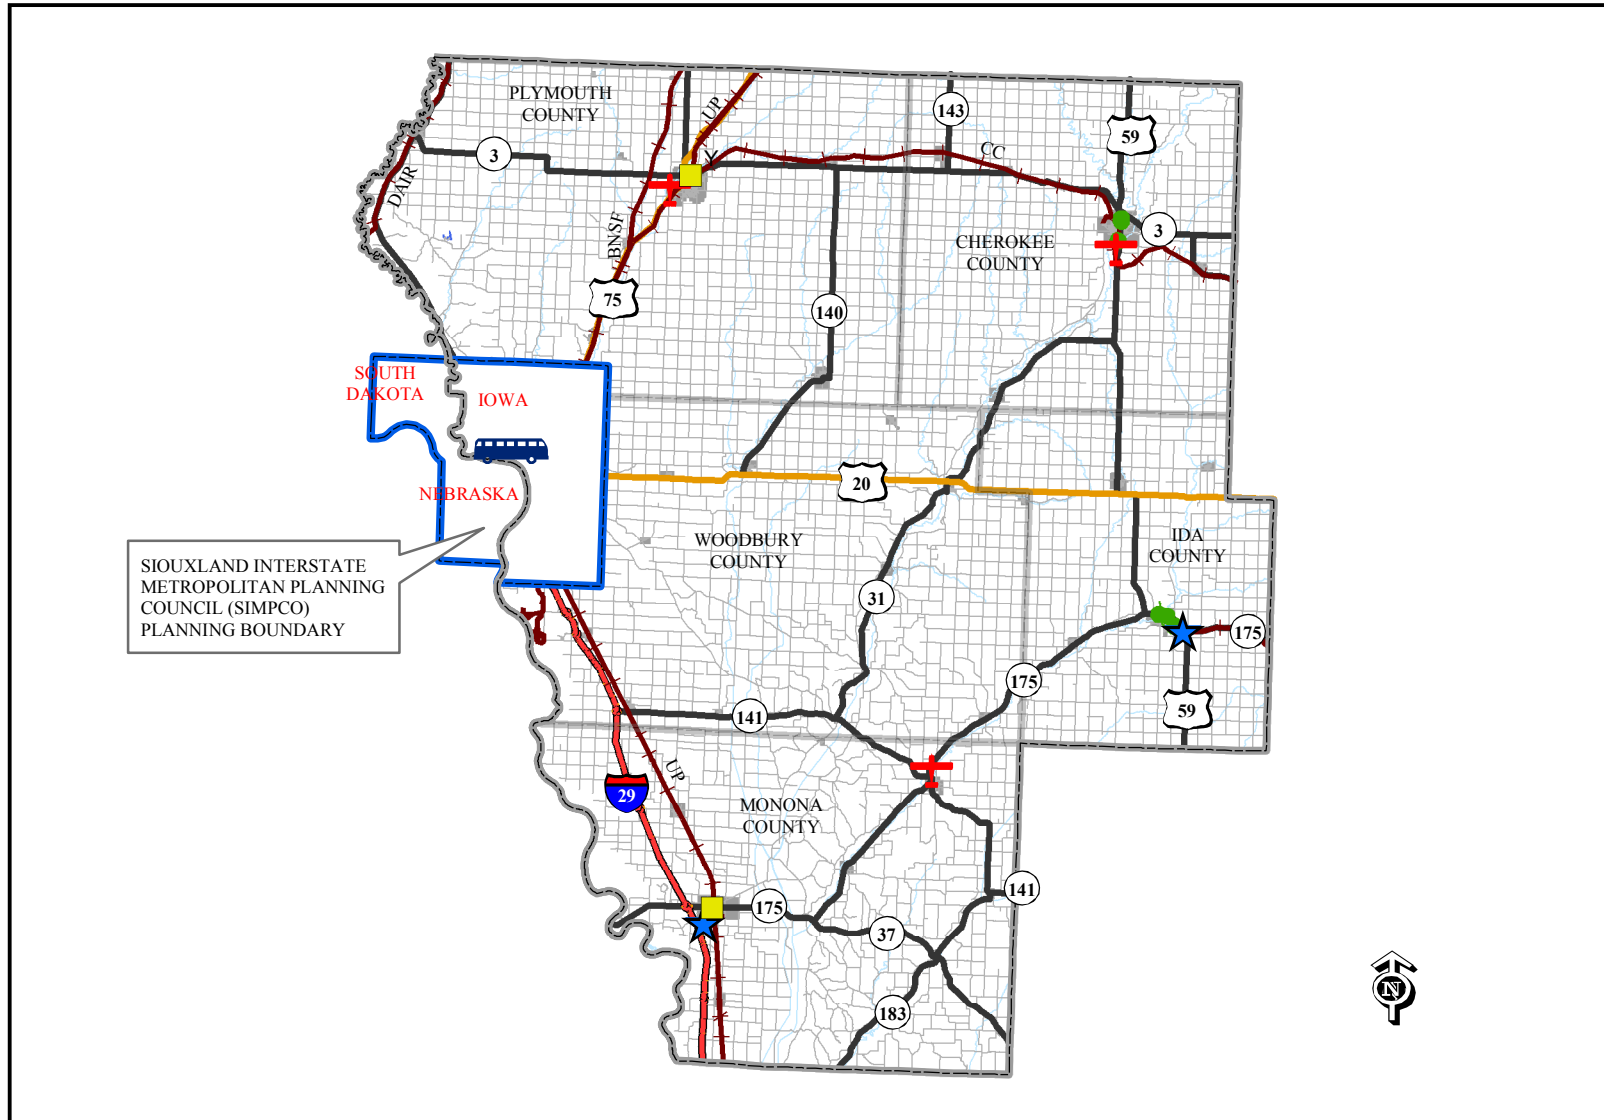 PLYMOUTH
COUNTY
UP
143
59
3
CC
DAIR
BNSF
3
CHEROKEE
COUNTY
75
140
SOUTH
DAKOTA
IOWA
20
NEBRASKA
WOODBURY
COUNTY
IDA
COUNTY
SIOUXLAND INTERSTATE
METROPOLITAN PLANNING
COUNCIL (SIMPCO)
PLANNING BOUNDARY
31
175
175
59
141
UP
29
MONONA
COUNTY
141
175
37
183
N